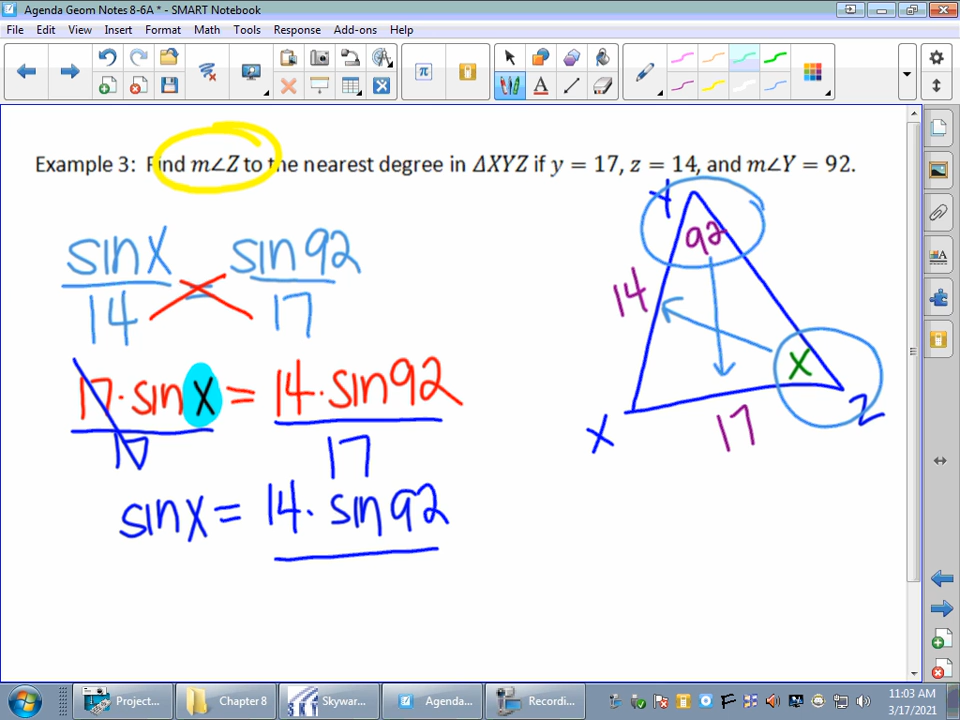 Agenda Geom Notes 8-6A * - SMART Notebook
File Edit View Insert Format Math Tools Response Add-ons Help
π
A
Example 3: Find m∠Z to the nearest degree in ΔXYZ if y = 17, z = 14, and m∠Y = 92.
sin X / 14 = sin 92 / 17
17 · sin X = 14 · sin 92
17 17
sin X = 14 · sin 92
Y
92
14
X
X
17
Z
Project...
Chapter 8
Skywar...
Agenda...
Recordi...
11:03 AM
3/17/2021